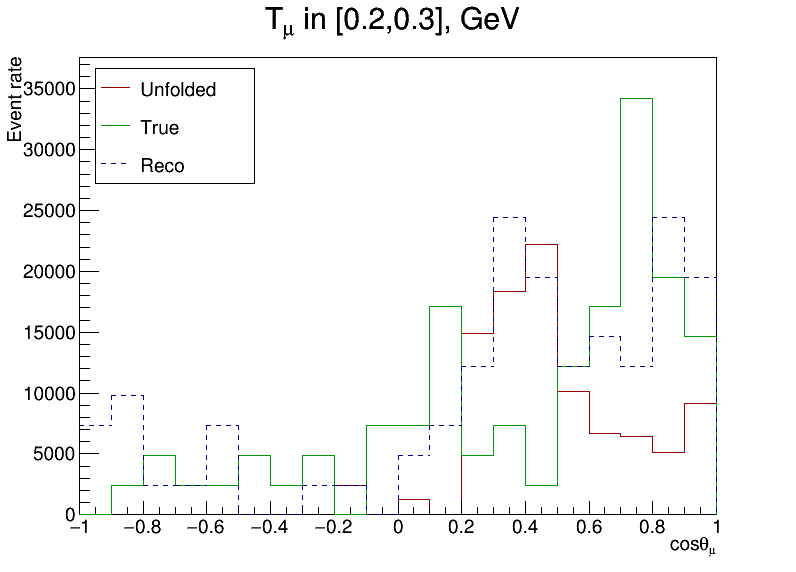 Tμ in [0.2,0.3], GeV
Event rate
35000
30000
25000
20000
15000
10000
5000
0
Unfolded
True
Reco
−1 −0.8 −0.6 −0.4 −0.2 0 0.2 0.4 0.6 0.8 1
cosθμ